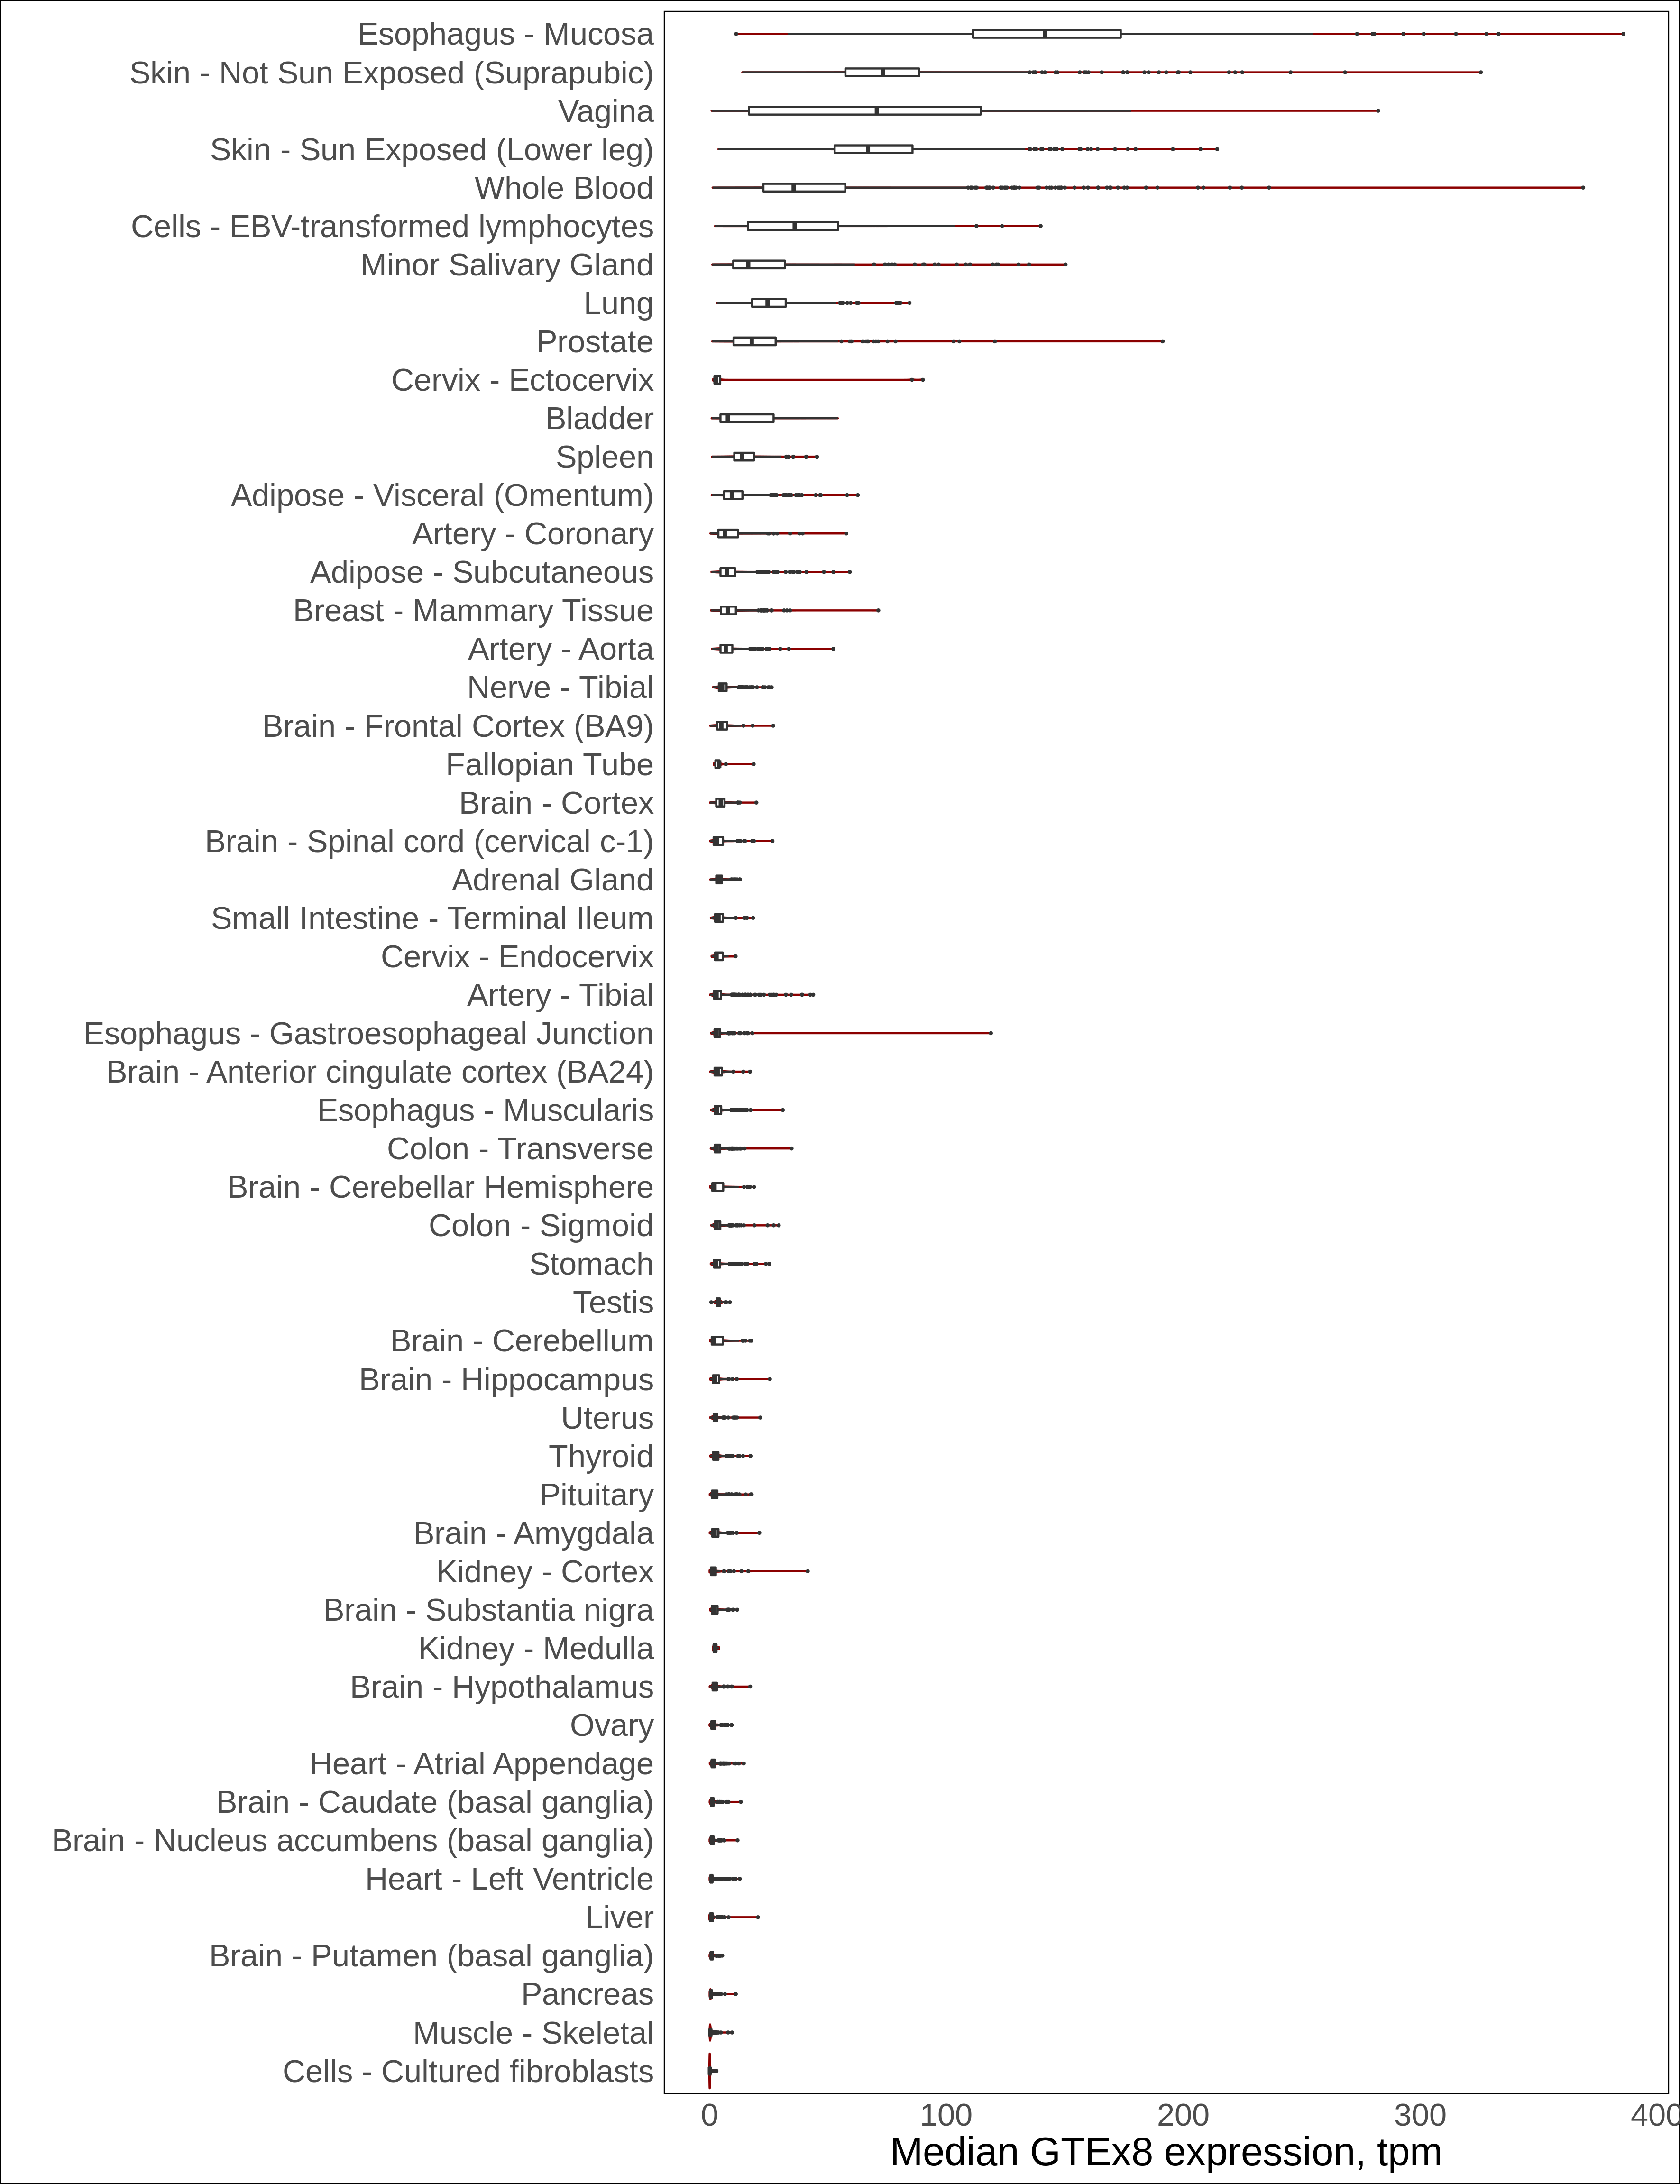 Esophagus - Mucosa
Skin - Not Sun Exposed (Suprapubic)
Vagina
Skin - Sun Exposed (Lower leg)
Whole Blood
Cells - EBV-transformed lymphocytes
Minor Salivary Gland
Lung
Prostate
Cervix - Ectocervix
Bladder
Spleen
Adipose - Visceral (Omentum)
Artery - Coronary
Adipose - Subcutaneous
Breast - Mammary Tissue
Artery - Aorta
Nerve - Tibial
Brain - Frontal Cortex (BA9)
Fallopian Tube
Brain - Cortex
Brain - Spinal cord (cervical c-1)
Adrenal Gland
Small Intestine - Terminal Ileum
Cervix - Endocervix
Artery - Tibial
Esophagus - Gastroesophageal Junction
Brain - Anterior cingulate cortex (BA24)
Esophagus - Muscularis
Colon - Transverse
Brain - Cerebellar Hemisphere
Colon - Sigmoid
Stomach
Testis
Brain - Cerebellum
Brain - Hippocampus
Uterus
Thyroid
Pituitary
Brain - Amygdala
Kidney - Cortex
Brain - Substantia nigra
Kidney - Medulla
Brain - Hypothalamus
Ovary
Heart - Atrial Appendage
Brain - Caudate (basal ganglia)
Brain - Nucleus accumbens (basal ganglia)
Heart - Left Ventricle
Liver
Brain - Putamen (basal ganglia)
Pancreas
Muscle - Skeletal
Cells - Cultured fibroblasts
0 100 200 300 400
Median GTEx8 expression, tpm